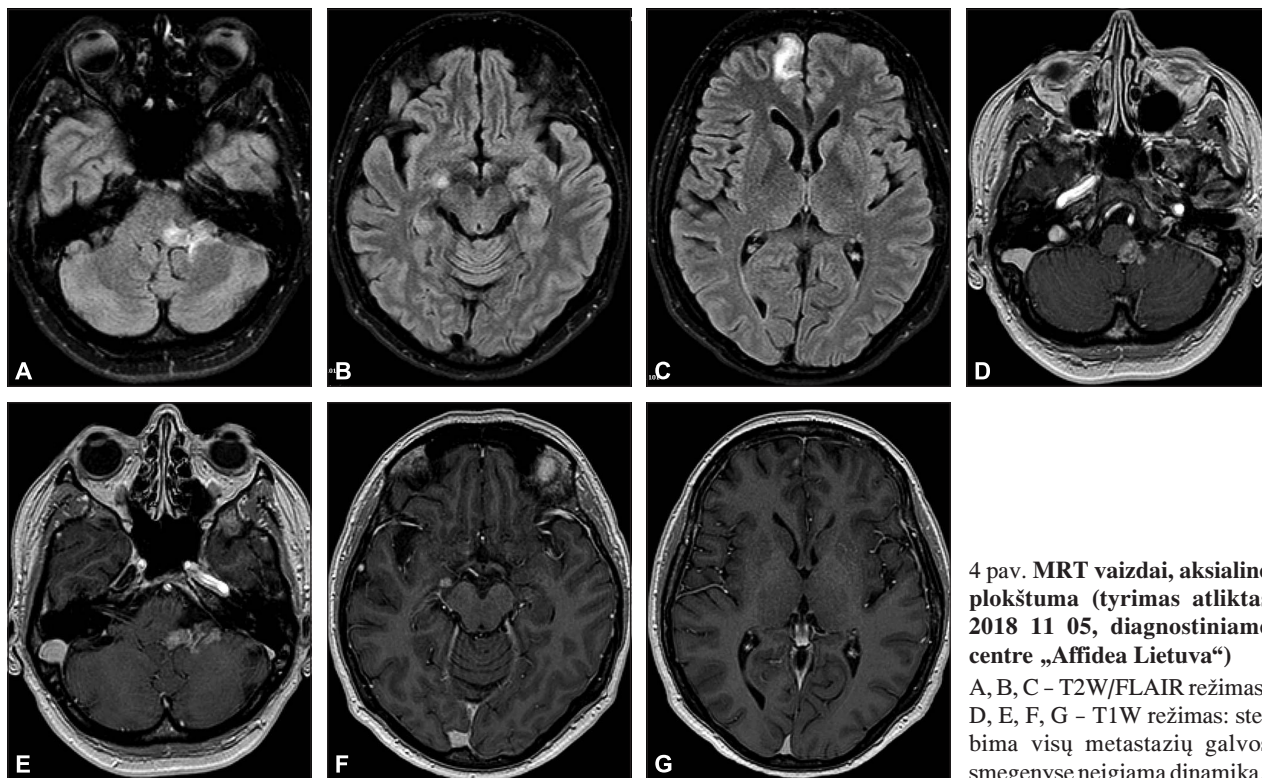 A
B
C
D
E
F
G
4 pav. MRT vaizdai, aksialinė
plokštuma (tyrimas atliktas
2018 11 05, diagnostiniame
centre „Affidea Lietuva“)
A, B, C – T2W/FLAIR režimas,
D, E, F, G – T1W režimas: ste-
bima visų metastazių galvos
smegenyse neigiama dinamika